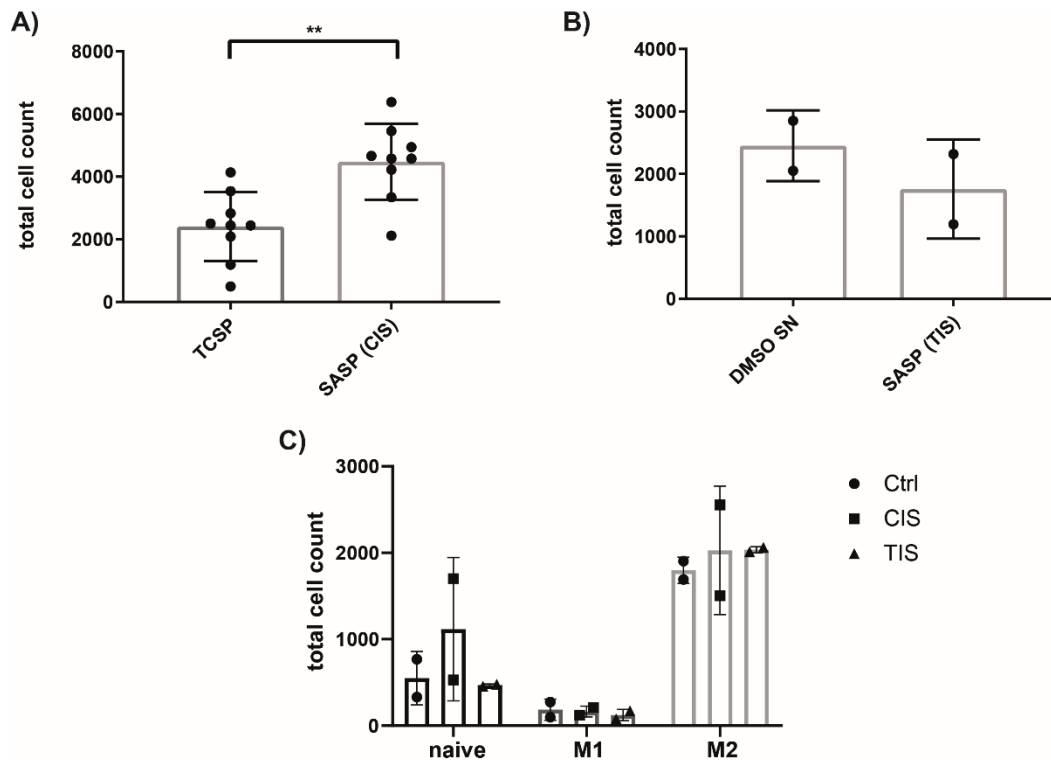 A)
**
8000
6000
4000
2000
0
total cell count
TCSP
SASP (CIS)
B)
4000
3000
2000
1000
0
total cell count
DMSO SN
SASP (TIS)
C)
3000
2000
1000
0
total cell count
naive
M1
M2
Ctrl
CIS
TIS